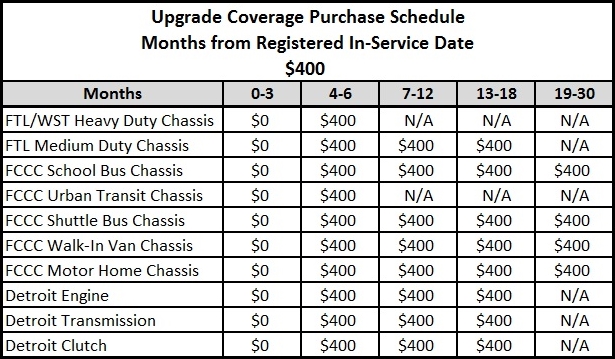 Upgrade Coverage Purchase Schedule
Months from Registered In-Service Date
$400
Months 0-3 4-6 7-12 13-18 19-30
FTL/WST Heavy Duty Chassis $0 $400 N/A N/A N/A
FTL Medium Duty Chassis $0 $400 $400 $400 N/A
FCCC School Bus Chassis $0 $400 $400 $400 $400
FCCC Urban Transit Chassis $0 $400 N/A N/A N/A
FCCC Shuttle Bus Chassis $0 $400 $400 $400 $400
FCCC Walk-In Van Chassis $0 $400 $400 $400 $400
FCCC Motor Home Chassis $0 $400 $400 $400 $400
Detroit Engine $0 $400 $400 $400 N/A
Detroit Transmission $0 $400 $400 $400 N/A
Detroit Clutch $0 $400 $400 $400 N/A